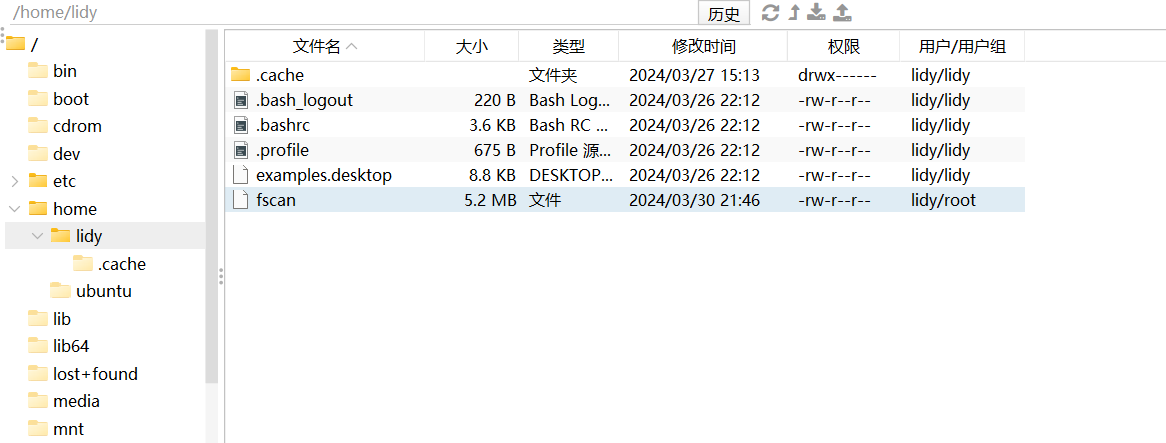 /home/lidy 历史
/
bin
boot
cdrom
dev
etc
home
lidy
.cache
ubuntu
lib
lib64
lost+found
media
mnt
文件名 大小 类型 修改时间 权限 用户/用户组
.cache 文件夹 2024/03/27 15:13 drwx------ lidy/lidy
.bash_logout 220 B Bash Log... 2024/03/26 22:12 -rw-r--r-- lidy/lidy
.bashrc 3.6 KB Bash RC ... 2024/03/26 22:12 -rw-r--r-- lidy/lidy
.profile 675 B Profile 源... 2024/03/26 22:12 -rw-r--r-- lidy/lidy
examples.desktop 8.8 KB DESKTOP... 2024/03/26 22:12 -rw-r--r-- lidy/lidy
fscan 5.2 MB 文件 2024/03/30 21:46 -rw-r--r-- lidy/root